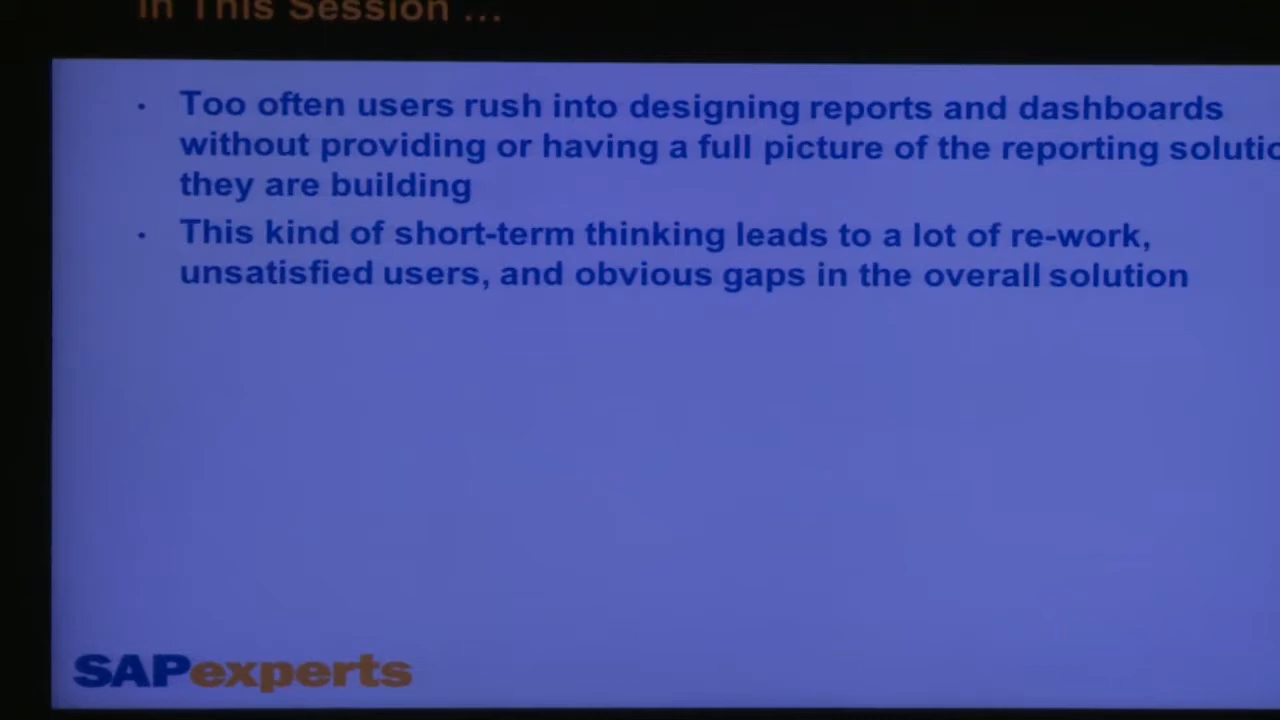 In This Session ...
• Too often users rush into designing reports and dashboards
without providing or having a full picture of the reporting solutio
they are building
• This kind of short-term thinking leads to a lot of re-work,
unsatisfied users, and obvious gaps in the overall solution
SAPexperts